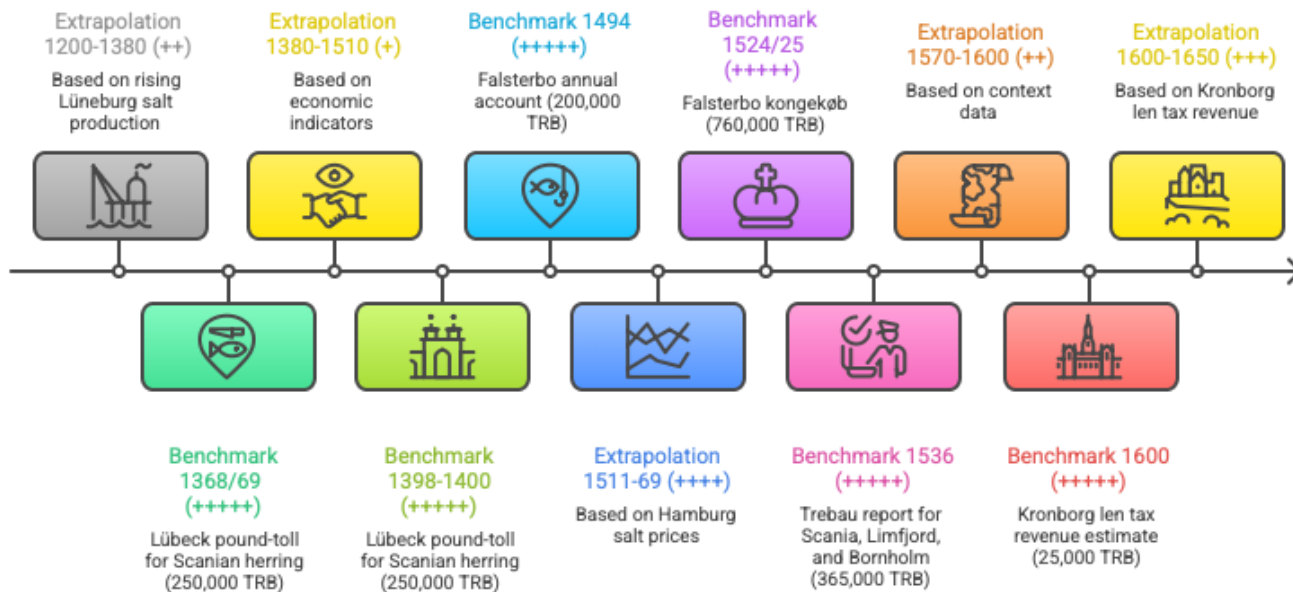 Extrapolation
1200-1380 (++)
Based on rising
Lüneburg salt
production
Extrapolation
1380-1510 (+)
Based on
economic
indicators
Benchmark 1494
(+++++)
Falsterbo annual
account (200,000
TRB)
Benchmark
1524/25
(+++++)
Falsterbo kongekøb
(760,000 TRB)
Extrapolation
1570-1600 (++)
Based on context
data
Extrapolation
1600-1650 (+++)
Based on Kronborg
len tax revenue
Benchmark
1368/69
(+++++)
Lübeck pound-toll
for Scanian herring
(250,000 TRB)
Benchmark
1398-1400
(+++++)
Lübeck pound-toll
for Scanian herring
(250,000 TRB)
Extrapolation
1511-69 (++++)
Based on Hamburg
salt prices
Benchmark 1536
(+++++)
Trebau report for
Scania, Limfjord,
and Bornholm
(365,000 TRB)
Benchmark 1600
(+++++)
Kronborg len tax
revenue estimate
(25,000 TRB)